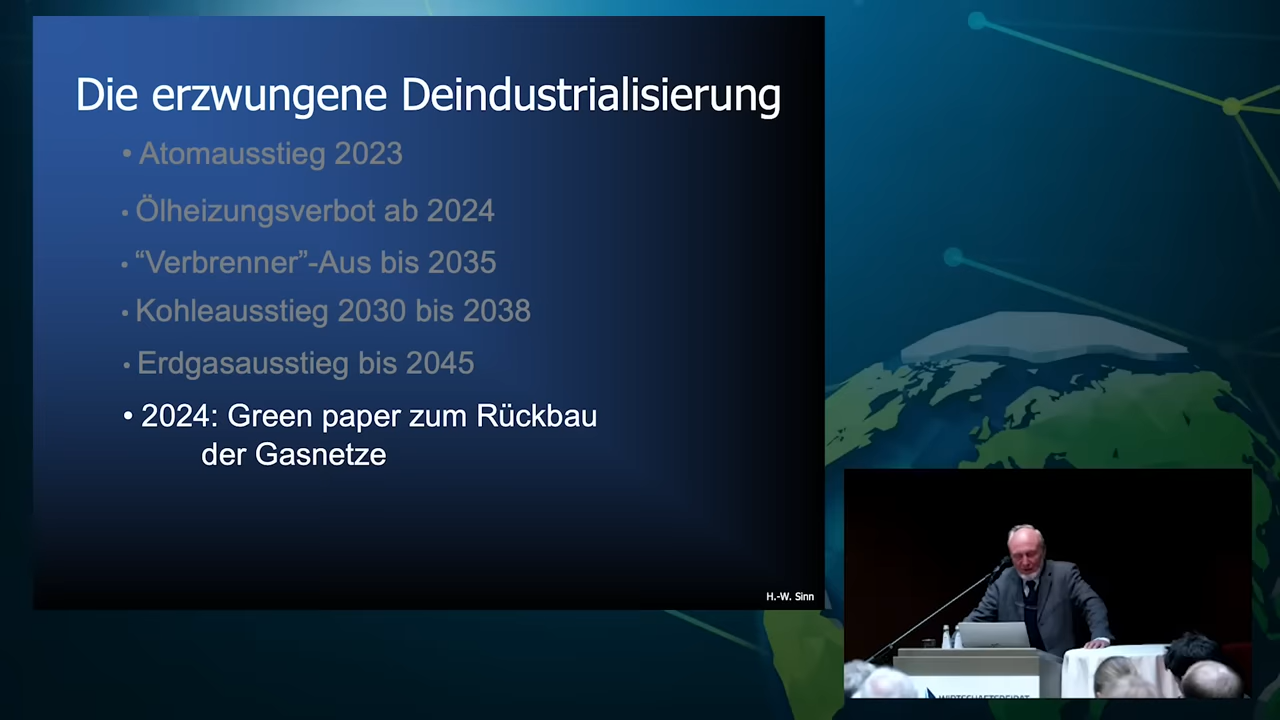 Die erzwungene Deindustrialisierung
• Atomausstieg 2023
• Ölheizungsverbot ab 2024
• “Verbrenner”-Aus bis 2035
• Kohleausstieg 2030 bis 2038
• Erdgasausstieg bis 2045
• 2024: Green paper zum Rückbau
der Gasnetze
H.-W. Sinn
WIRTSCHAFTSBEIRAT